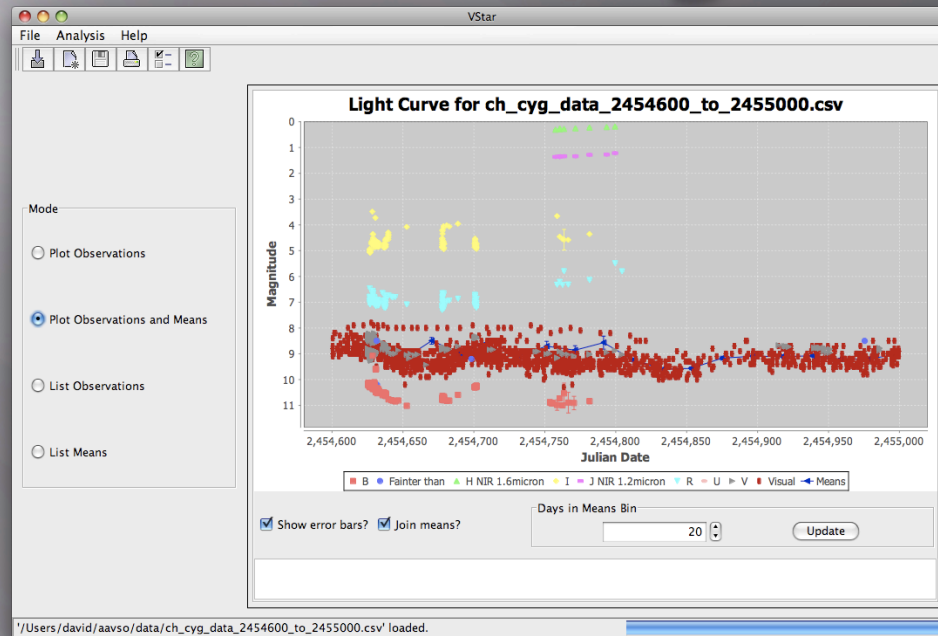 VStar
File Analysis Help
Mode
Plot Observations
Plot Observations and Means
List Observations
List Means
Light Curve for ch_cyg_data_2454600_to_2455000.csv
Magnitude
0
1
2
3
4
5
6
7
8
9
10
11
2,454,600 2,454,650 2,454,700 2,454,750 2,454,800 2,454,850 2,454,900 2,454,950 2,455,000
Julian Date
B Fainter than H NIR 1.6micron I J NIR 1.2micron R U V Visual Means
Show error bars? Join means?
Days in Means Bin
20
Update
'/Users/david/aavso/data/ch_cyg_data_2454600_to_2455000.csv' loaded.